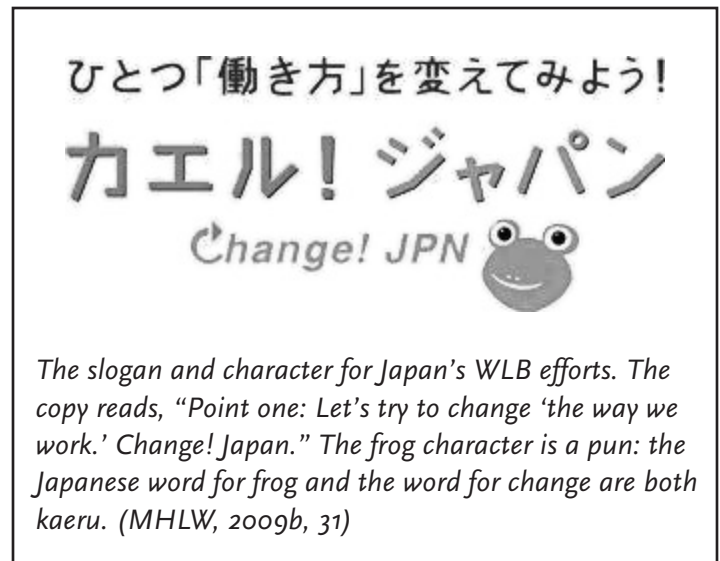 ひとつ「働き方」を変えてみよう!
カエル! ジャパン
Change! JPN
The slogan and character for Japan’s WLB efforts. The
copy reads, “Point one: Let’s try to change ‘the way we
work.’ Change! Japan.” The frog character is a pun: the
Japanese word for frog and the word for change are both
kaeru. (MHLW, 2009b, 31)